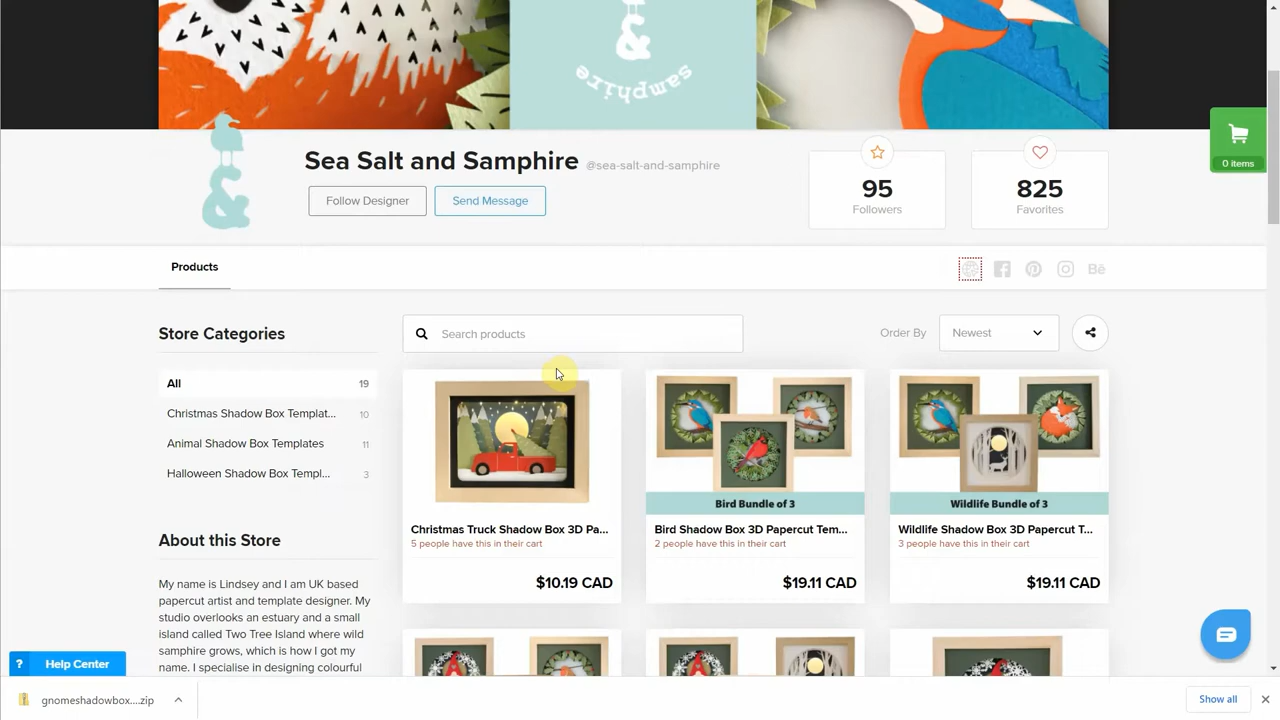 samphire
Sea Salt and Samphire @sea-salt-and-samphire
Follow Designer
Send Message
95
Followers
825
Favorites
0 items
Products
Bē
Store Categories
Search products
Order By
Newest
All 19
Christmas Shadow Box Templat... 10
Animal Shadow Box Templates 11
Halloween Shadow Box Templ... 3
About this Store
My name is Lindsey and I am UK based
papercut artist and template designer. My
studio overlooks an estuary and a small
island called Two Tree Island where wild
samphire grows, which is how I got my
name. I specialise in designing colourful
Christmas Truck Shadow Box 3D Pa...
5 people have this in their cart
$10.19 CAD
Bird Bundle of 3
Bird Shadow Box 3D Papercut Tem...
2 people have this in their cart
$19.11 CAD
Wildlife Bundle of 3
Wildlife Shadow Box 3D Papercut T...
3 people have this in their cart
$19.11 CAD
? Help Center
gnomeshadowbox....zip
Show all